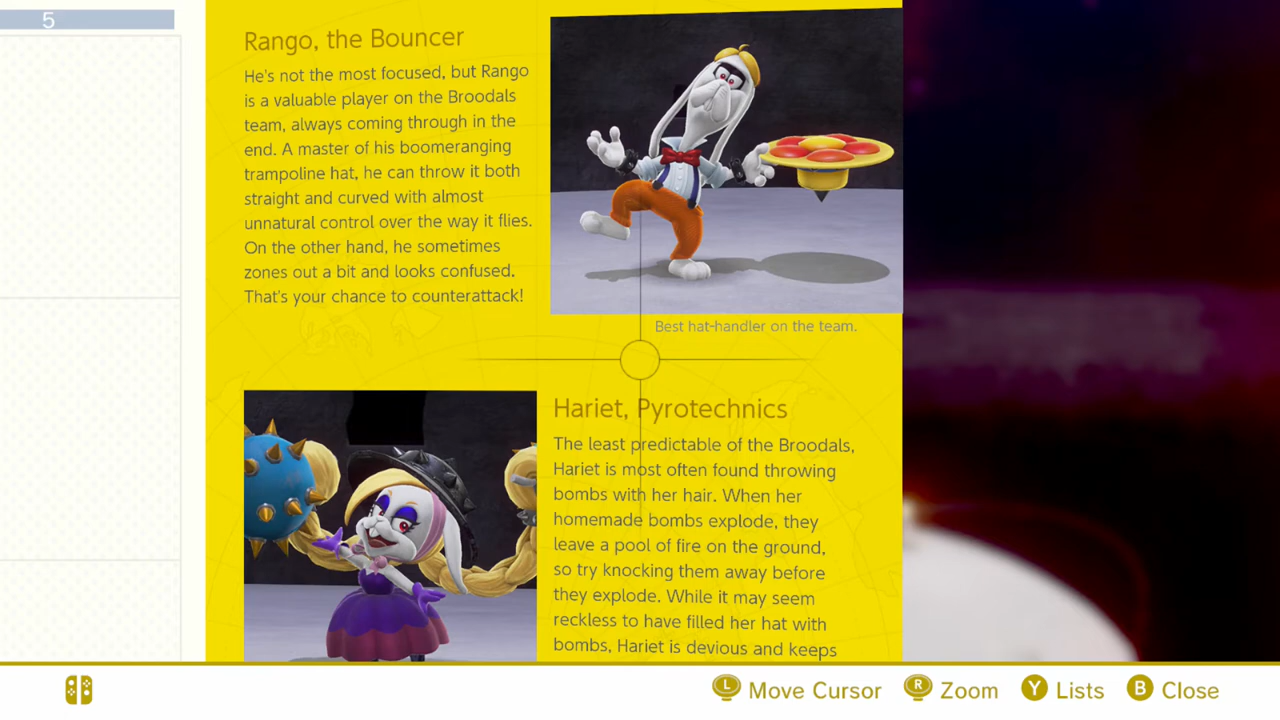 5
Rango, the Bouncer
He's not the most focused, but Rango
is a valuable player on the Broodals
team, always coming through in the
end. A master of his boomeranging
trampoline hat, he can throw it both
straight and curved with almost
unnatural control over the way it flies.
On the other hand, he sometimes
zones out a bit and looks confused.
That's your chance to counterattack!
Best hat-handler on the team.
Hariet, Pyrotechnics
The least predictable of the Broodals,
Hariet is most often found throwing
bombs with her hair. When her
homemade bombs explode, they
leave a pool of fire on the ground,
so try knocking them away before
they explode. While it may seem
reckless to have filled her hat with
bombs, Hariet is devious and keeps
L Move Cursor R Zoom Y Lists B Close